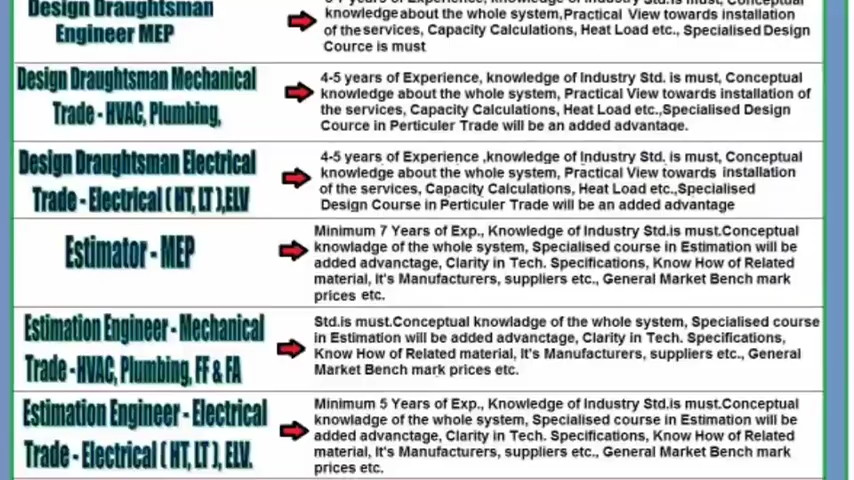 Design Draughtsman
Engineer MEP
years of Experience, knowledge of Industry Std.is must, Conceptual
knowledge about the whole system,Practical View towards installation
of the services, Capacity Calculations, Heat Load etc., Specialised Design
Cource is must
Design Draughtsman Mechanical
Trade - HVAC, Plumbing,
4-5 years of Experience, knowledge of Industry Std. is must, Conceptual
knowledge about the whole system, Practical View towards installation of
the services, Capacity Calculations, Heat Load etc.,Specialised Design
Cource in Perticuler Trade will be an added advantage.
Design Draughtsman Electrical
Trade - Electrical ( HT, LT ),ELV
4-5 years of Experience ,knowledge of Industry Std. is must, Conceptual
knowledge about the whole system, Practical View towards installation
of the services, Capacity Calculations, Heat Load etc.,Specialised
Design Course in Perticuler Trade will be an added advantage
Estimator - MEP
Minimum 7 Years of Exp., Knowledge of Industry Std.is must.Conceptual
knowladge of the whole system, Specialised course in Estimation will be
added advanctage, Clarity in Tech. Specifications, Know How of Related
material, It's Manufacturers, suppliers etc., General Market Bench mark
prices etc.
Estimation Engineer - Mechanical
Trade - HVAC, Plumbing, FF & FA
Std.is must.Conceptual knowladge of the whole system, Specialised course
in Estimation will be added advanctage, Clarity in Tech. Specifications,
Know How of Related material, It's Manufacturers, suppliers etc., General
Market Bench mark prices etc.
Estimation Engineer - Electrical
Trade - Electrical ( HT, LT ), ELV.
Minimum 5 Years of Exp., Knowledge of Industry Std.is must.Conceptual
knowladge of the whole system, Specialised course in Estimation will be
added advanctage, Clarity in Tech. Specifications, Know How of Related
material, It's Manufacturers, suppliers etc., General Market Bench mark
prices etc.